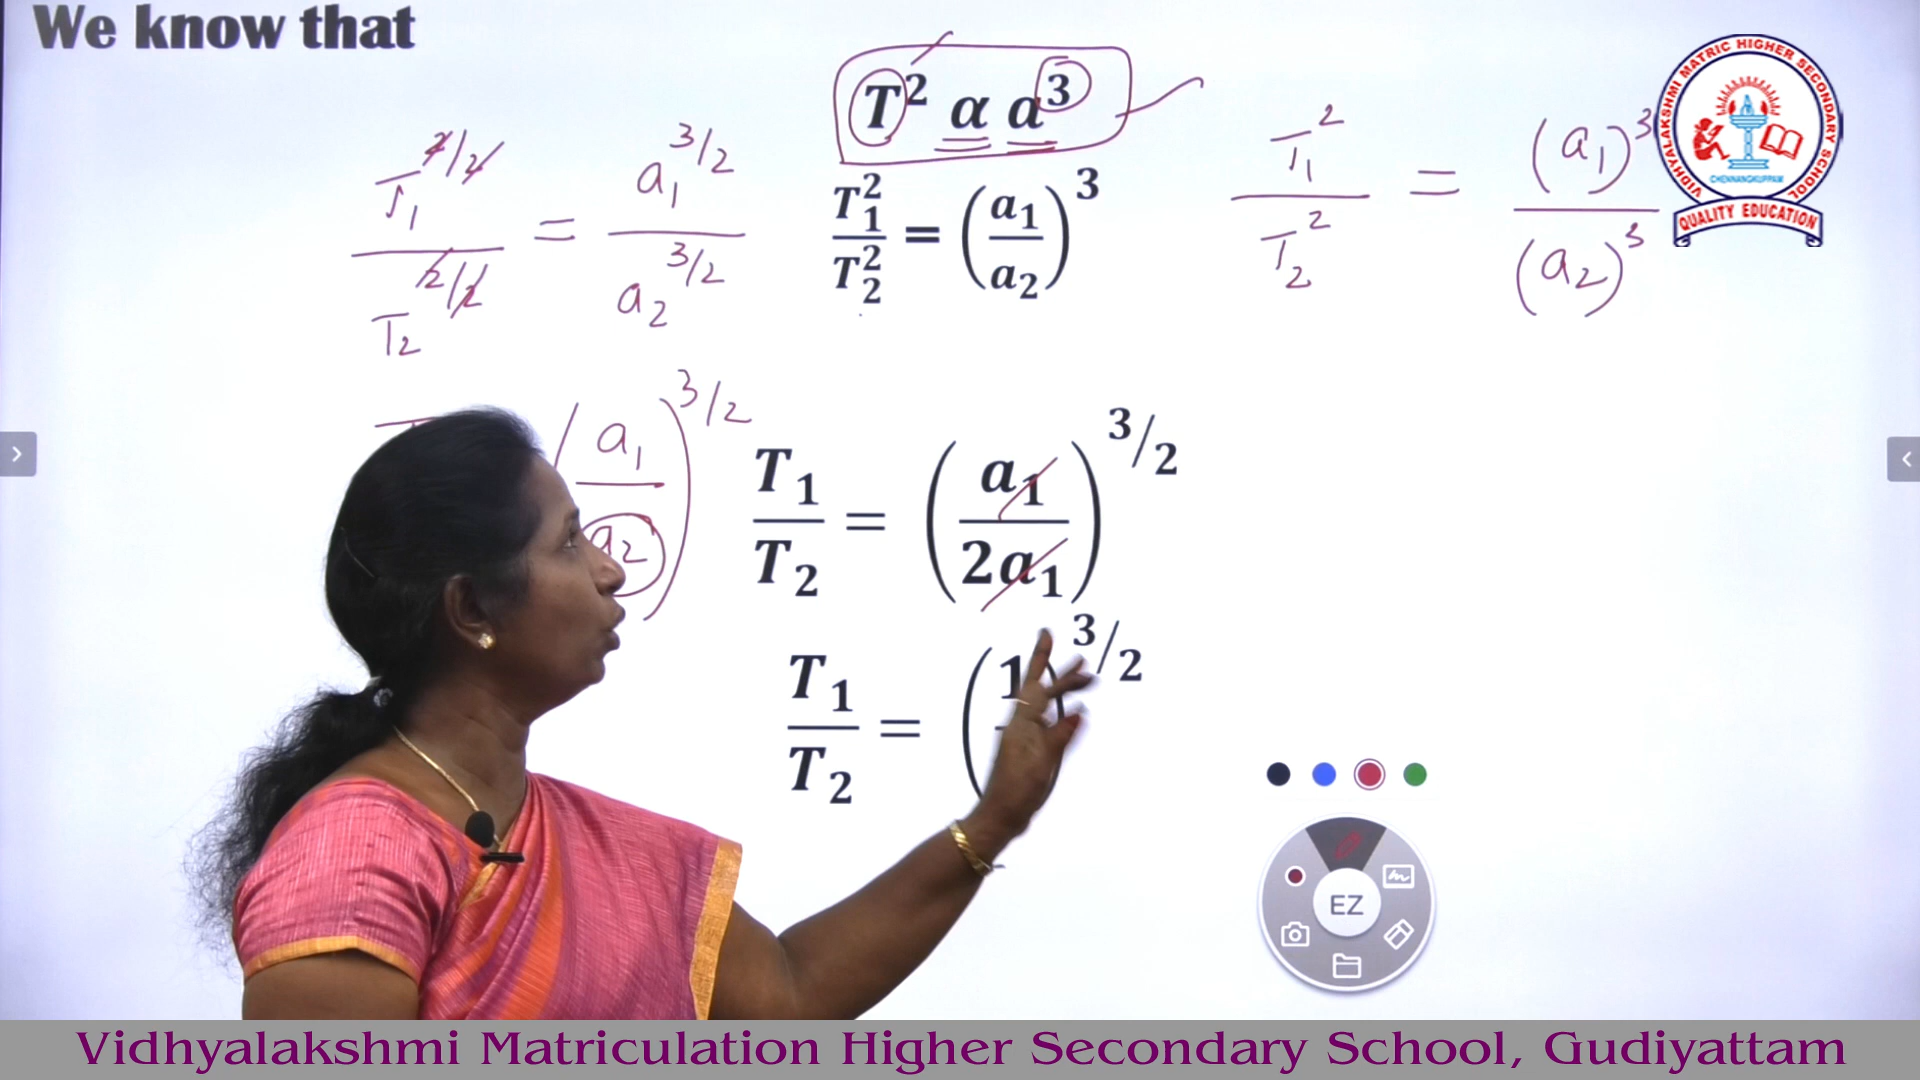 We know that
T² α a³
T₁²/T₂² = (a₁/a₂)³
T₁^2/2 / T₂^2/2 = a₁^3/2 / a₂^3/2
T₁² / T₂² = (a₁)³ / (a₂)³
(a₁/a₂)^3/2
T₁/T₂ = (a₁/2a₁)^3/2
T₁/T₂ = (1 )^3/2
VIDHYALAKSHMI MATRIC HIGHER SECONDARY SCHOOL
CHENNANGKUPPAM
QUALITY EDUCATION
EZ
Vidhyalakshmi Matriculation Higher Secondary School, Gudiyattam